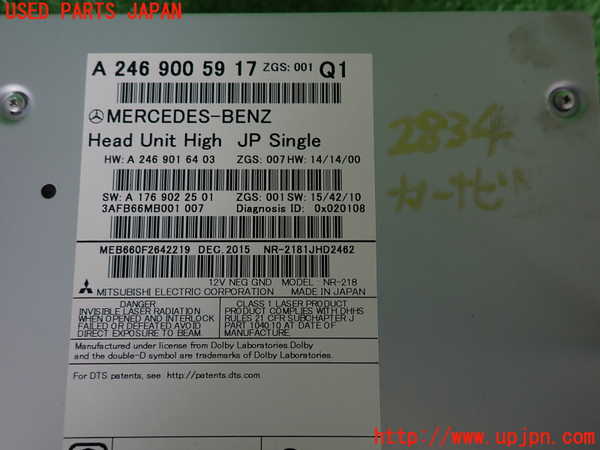 USED PARTS JAPAN
A 246 900 59 17 ZGS: 001 Q1
MERCEDES-BENZ
Head Unit High JP Single
HW: A 246 901 64 03 ZGS: 007 HW: 14/14/00
SW: A 176 902 25 01 ZGS: 001 SW: 15/42/10
3AFB66MB001 007 Diagnosis ID: 0x020108
MEB660F2642219 DEC.2015 NR-2181JHD2462
12V NEG GND MODEL: NR-218
MITSUBISHI ELECTRIC CORPORATION MADE IN JAPAN
DANGER
INVISIBLE LASER RADIATION
WHEN OPENED AND INTERLOCK
FAILED OR DEFEATED.AVOID
DIRECT EXPOSURE TO BEAM.
CLASS 1 LASER PRODUCT
PRODUCT COMPLIES WITH DHHS
RULES 21 CFR SUBCHAPTER J
PART 1040.10 AT DATE OF
MANUFACTURE.
Manufactured under license from Dolby Laboratories.Dolby
and the double-D symbol are trademarks of Dolby Laboratories.
For DTS patents, see http://patents.dts.com
2834
カーナビ
http://www.upjpn.com/